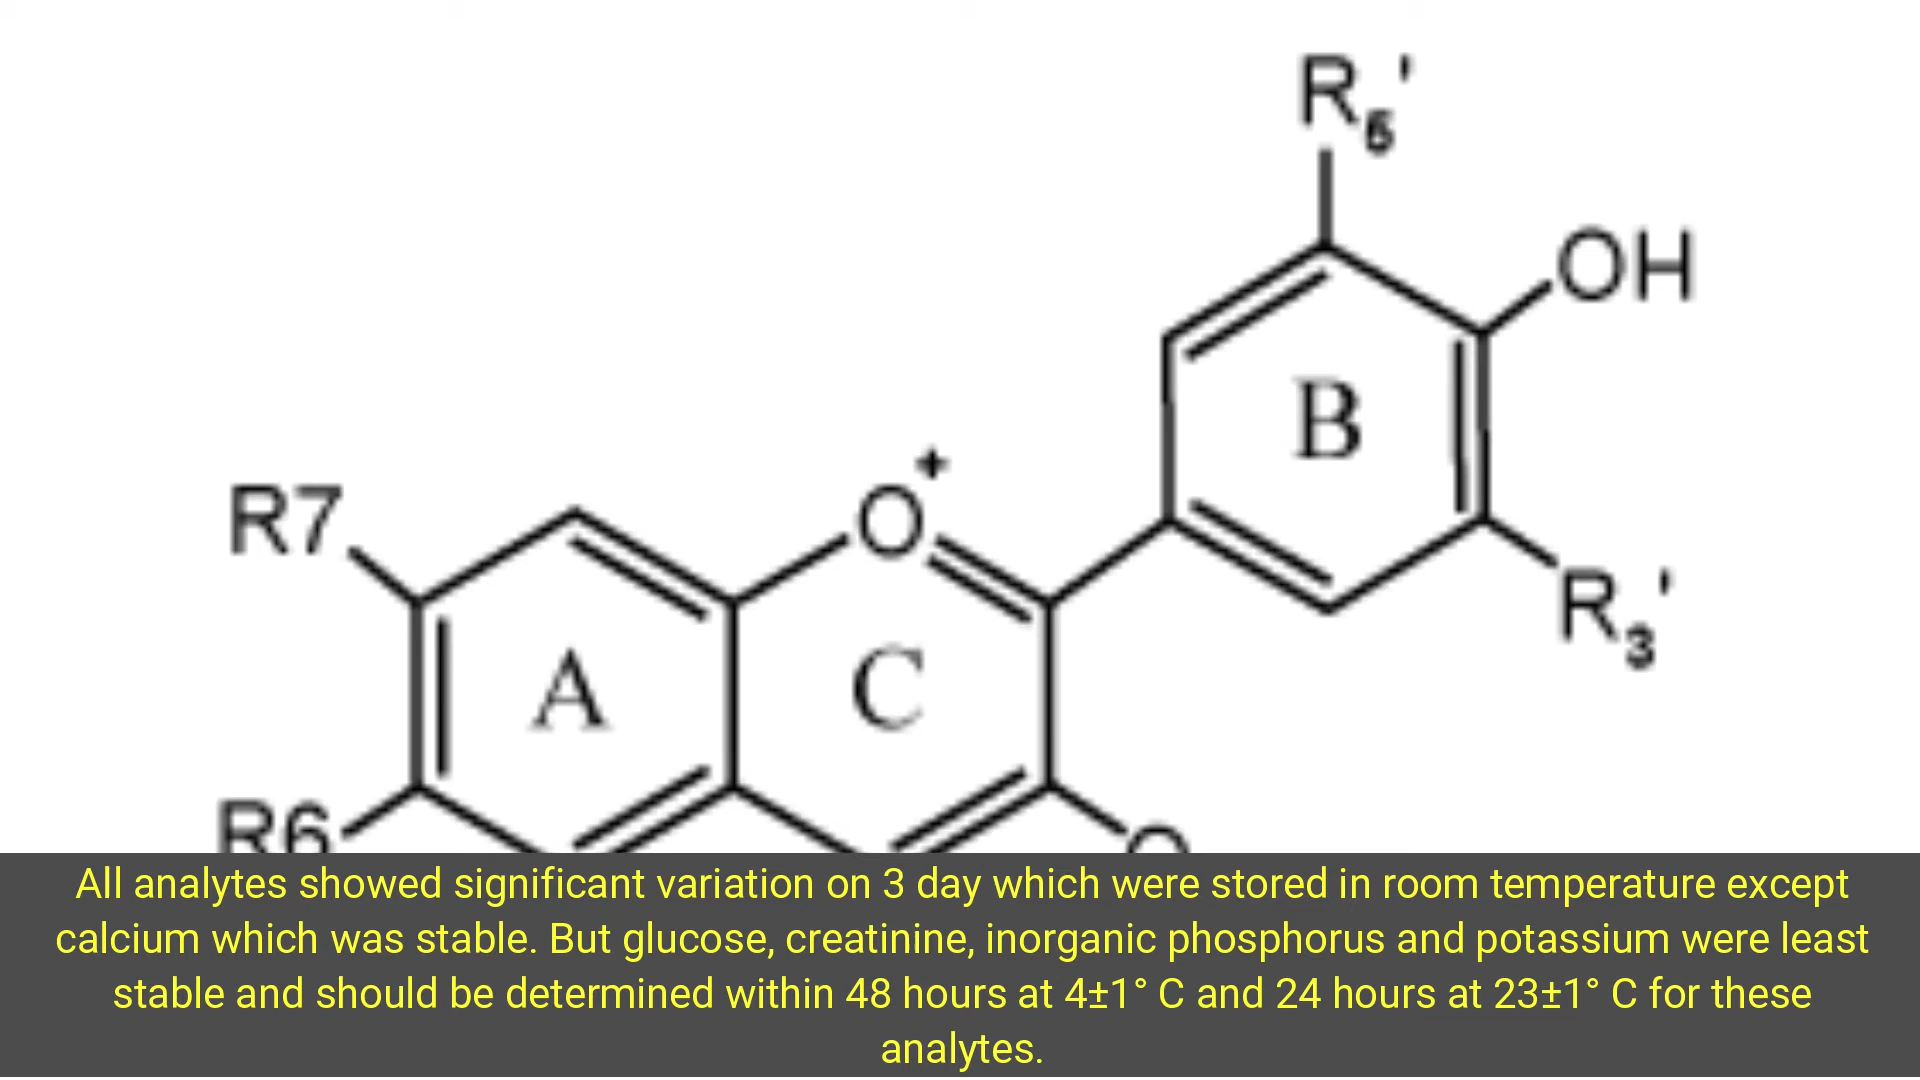 R5'
OH
B
+
R7
O
R3'
A
C
R6
O
All analytes showed significant variation on 3 day which were stored in room temperature except
calcium which was stable. But glucose, creatinine, inorganic phosphorus and potassium were least
stable and should be determined within 48 hours at 4±1° C and 24 hours at 23±1° C for these
analytes.